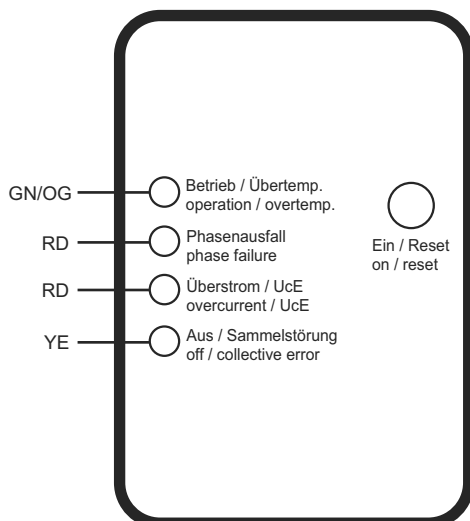 GN/OG
Betrieb / Übertemp.
operation / overtemp.
RD
Phasenausfall
phase failure
RD
Überstrom / UcE
overcurrent / UcE
YE
Aus / Sammelstörung
off / collective error
Ein / Reset
on / reset